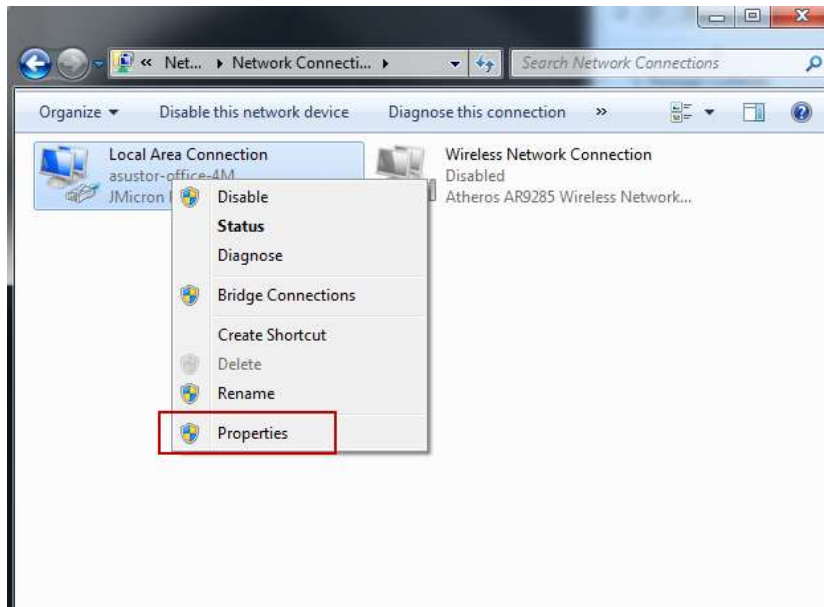 « Net... Network Connecti... Search Network Connections
Organize Disable this network device Diagnose this connection »
Local Area Connection
asustor-office-4M
JMicron
Wireless Network Connection
Disabled
Atheros AR9285 Wireless Network...
Disable
Status
Diagnose
Bridge Connections
Create Shortcut
Delete
Rename
Properties